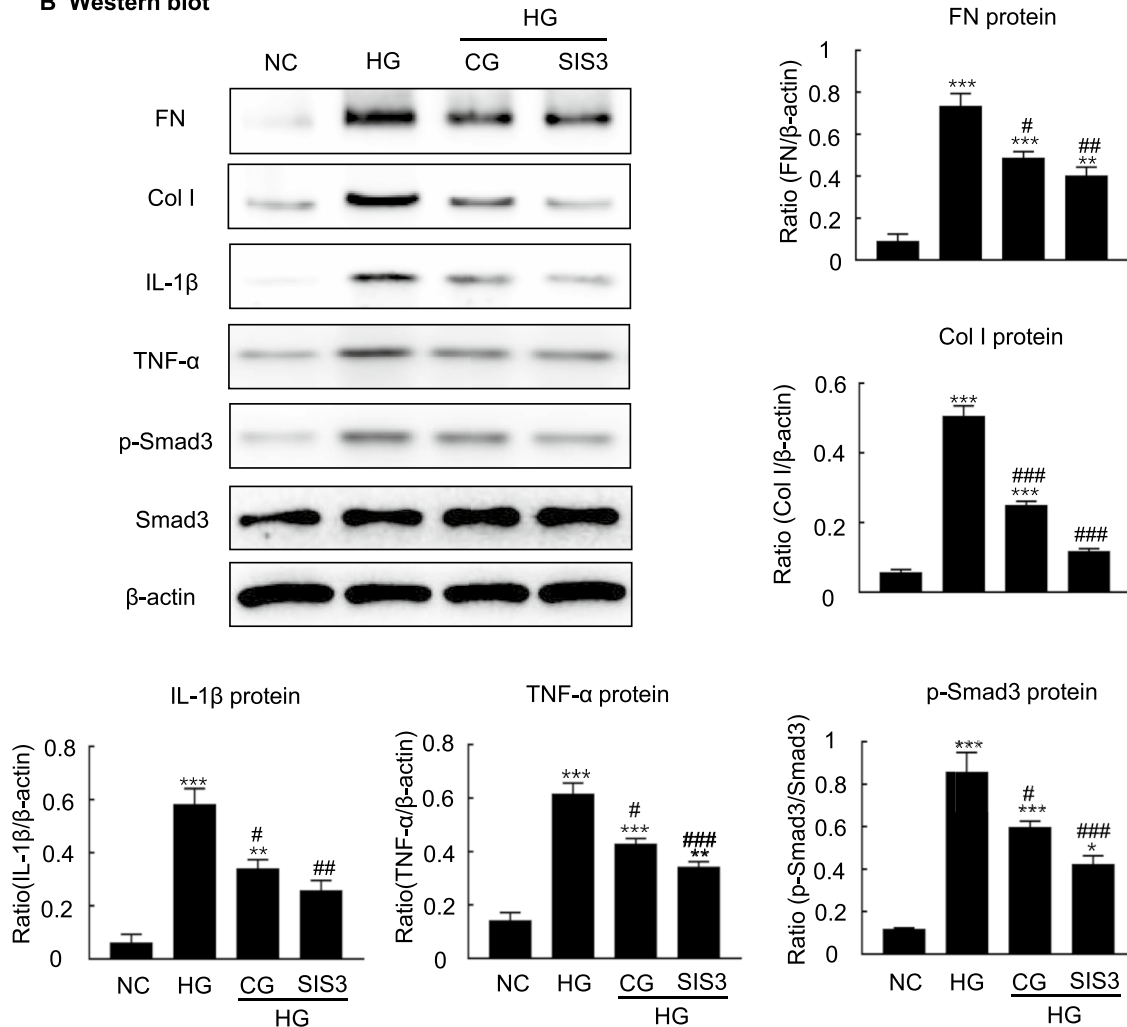 B Western blot
HG
NC HG CG SIS3
FN
Col I
IL-1β
TNF-α
p-Smad3
Smad3
β-actin
FN protein
Ratio (FN/β-actin)
1
0.8
0.6
0.4
0.2
0
***
#
***
##
**
Col I protein
Ratio (Col I/β-actin)
0.6
0.4
0.2
0
***
###
***
###
IL-1β protein
Ratio(IL-1β/β-actin)
0.8
0.6
0.4
0.2
0
***
#
**
##
NC HG CG SIS3
HG
TNF-α protein
Ratio(TNF-α/β-actin)
0.8
0.6
0.4
0.2
0
***
#
***
###
**
NC HG CG SIS3
HG
p-Smad3 protein
Ratio (p-Smad3/Smad3)
1
0.8
0.6
0.4
0.2
0
***
#
***
###
*
NC HG CG SIS3
HG